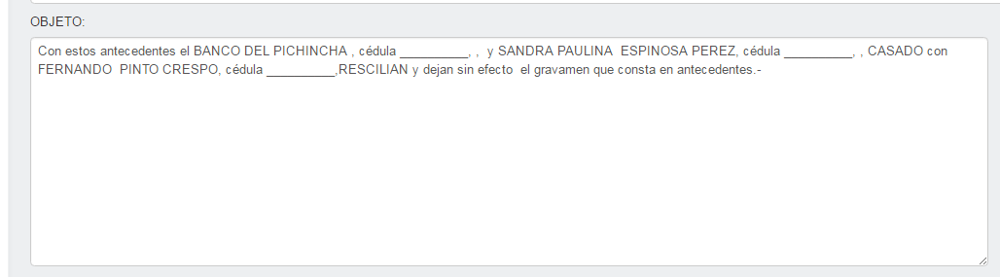 OBJETO:
Con estos antecedentes el BANCO DEL PICHINCHA , cédula __________, ,  y SANDRA PAULINA  ESPINOSA PEREZ, cédula __________, , CASADO con
FERNANDO  PINTO CRESPO, cédula __________,RESCILIAN y dejan sin efecto  el gravamen que consta en antecedentes.-